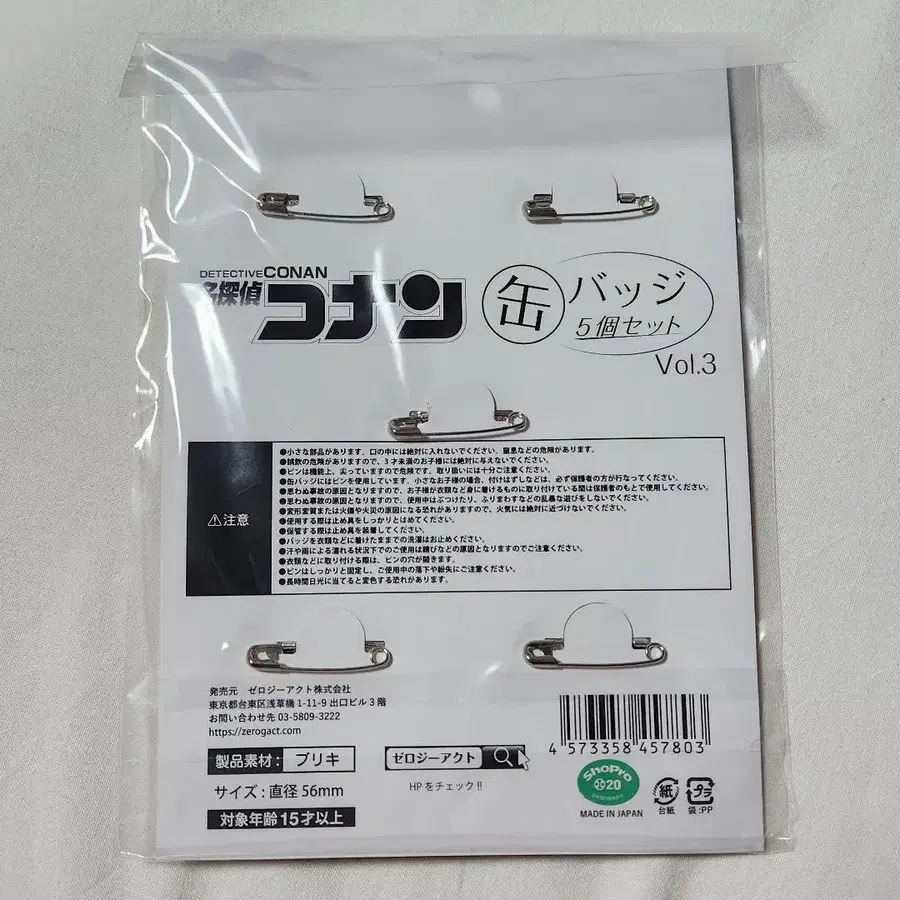 DETECTIVE CONAN
名探偵
コナン
缶
バッジ
5個セット
Vol.3
⚠注意
●小さな部品があります。口の中には絶対に入れないでください。窒息などの危険があります。
●誤飲の危険がありますので、3才未満のお子様には絶対に与えないでください。
●ピンは機能上、尖っていますので危険です。取り扱いには十分ご注意ください。
●缶バッジにはピンを使用しています。小さなお子様の場合、付けはずしなどは、必ず保護者の方が行なってください。
●思わぬ事故の原因となりますので、お子様が衣類など身に着けるものに取り付けている間は保護者のもとで使用してください。
●思わぬ事故の原因となりますので、使用中はぶつけたり、ふりまわすなどの乱暴な遊びをしないでください。
●変形変質または火傷や火災の原因になる恐れがありますので、火気には絶対に近づけないでください。
●使用する際は止め具をしっかりとはめてください。
●保管する際は止め具を装着してください。
●バッジを衣類などに着けたままでの洗濯はお止めください。
●汗や雨による濡れる状況下でのご使用は錆びなどの原因となりますのでご注意ください。
●衣類などに取り付ける際は、ピンの穴が開きます。
●ピンはしっかりと固定し、ご使用中の落下や紛失にご注意ください。
●長時間日光に当てると変色する恐れがあります。
発売元 ゼロジーアクト株式会社
東京都台東区浅草橋 1-11-9 出口ビル 3 階
お問い合わせ先 03-5809-3222
https://zerogact.com
製品素材: ブリキ
サイズ:直径 56mm
対象年齢 15才以上
ゼロジーアクト
HP をチェック!!
4 573358 457803
ShoPro
20
MADE IN JAPAN
紙
台紙
プラ
袋:PP